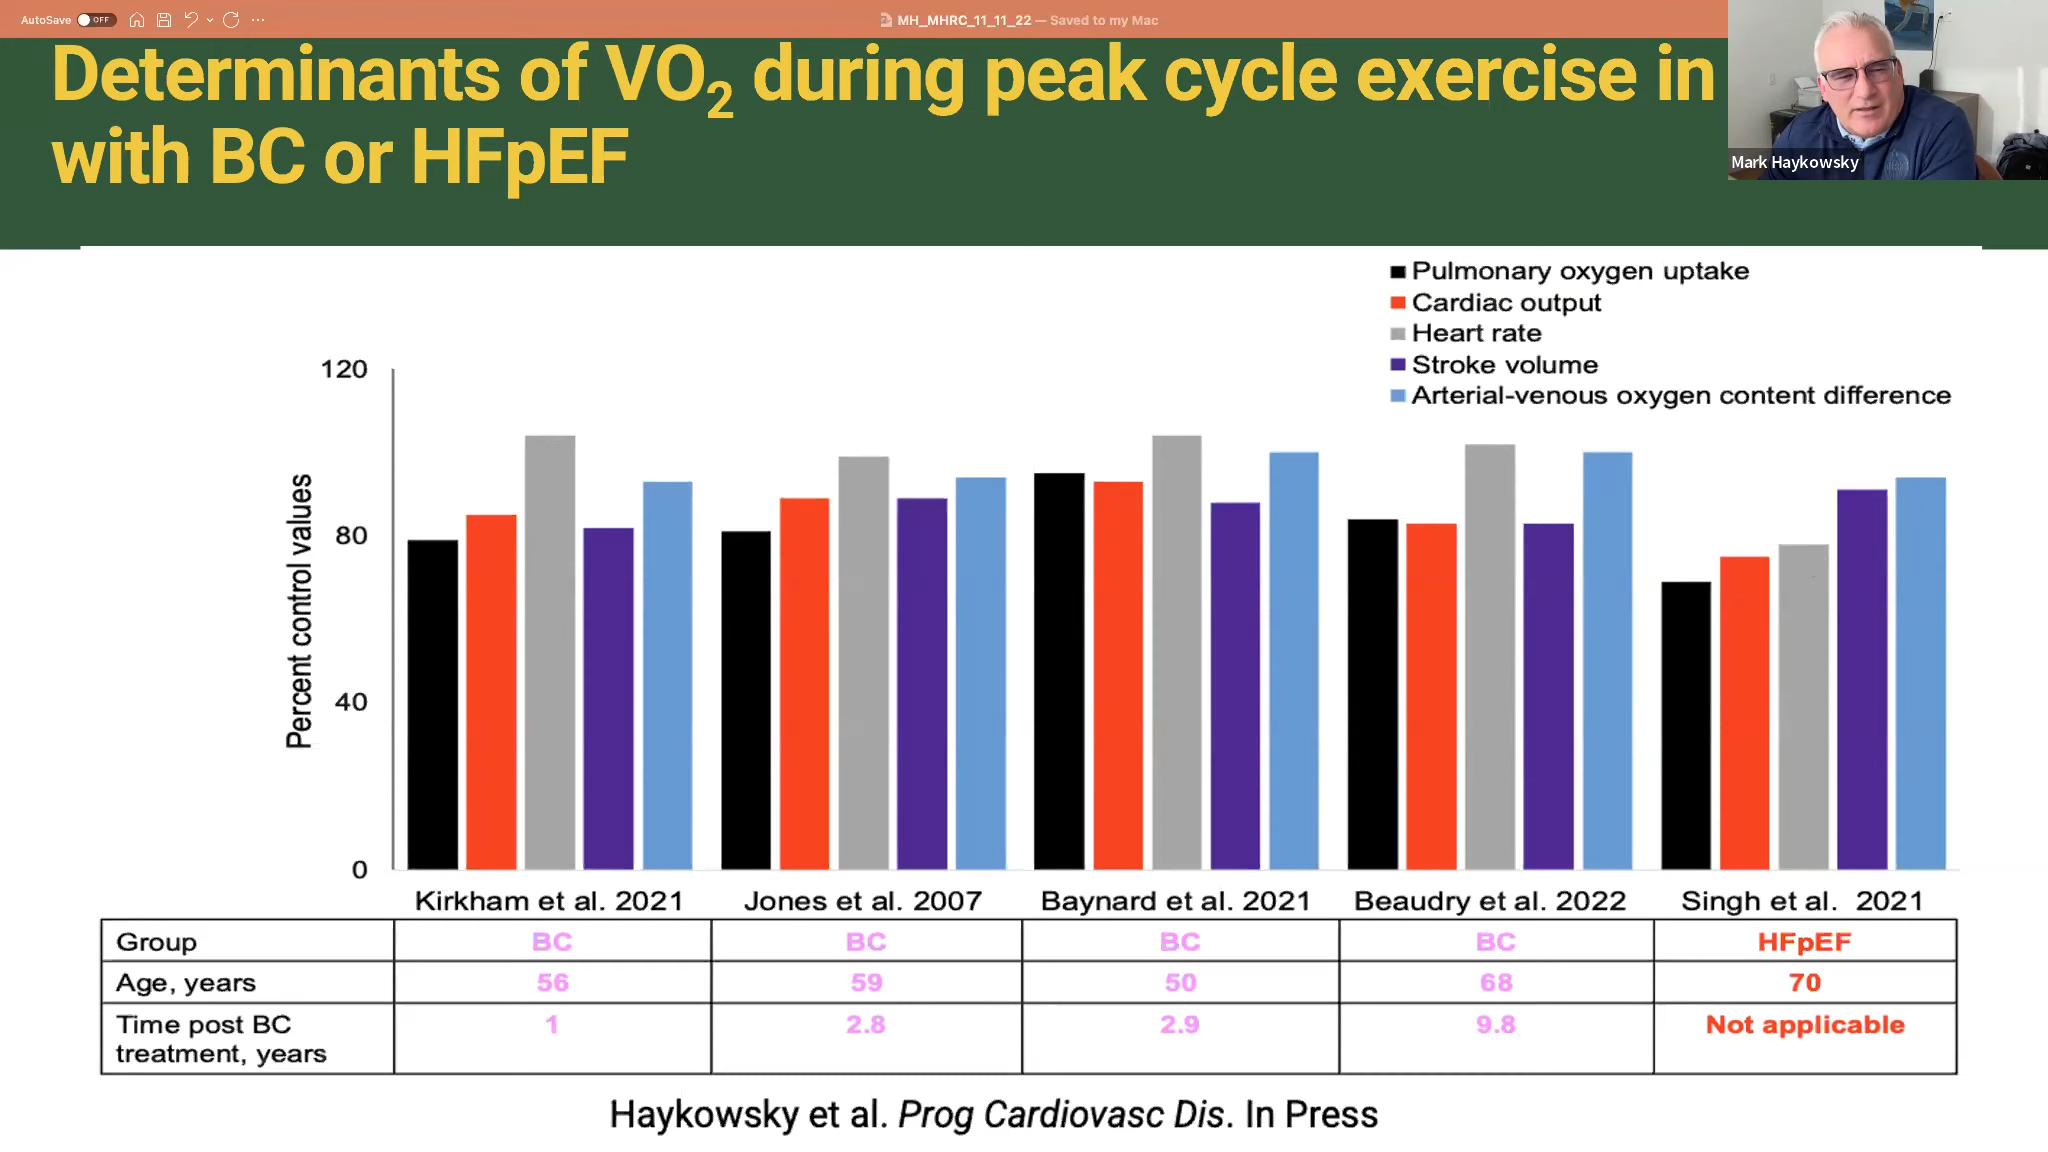 AutoSave OFF
MH_MHRC_11_11_22 — Saved to my Mac
Determinants of VO₂ during peak cycle exercise in
with BC or HFpEF
Mark Haykowsky
Pulmonary oxygen uptake
Cardiac output
Heart rate
Stroke volume
Arterial-venous oxygen content difference
Percent control values
120
80
40
0
Kirkham et al. 2021 Jones et al. 2007 Baynard et al. 2021 Beaudry et al. 2022 Singh et al. 2021
Group BC BC BC BC HFpEF
Age, years 56 59 50 68 70
Time post BC 1 2.8 2.9 9.8 Not applicable
treatment, years
Haykowsky et al. Prog Cardiovasc Dis. In Press